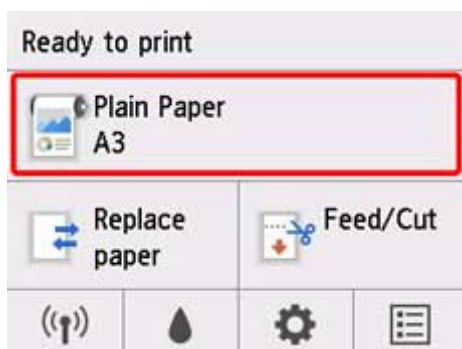 Ready to print
Plain Paper
A3
Replace
paper
Feed/Cut